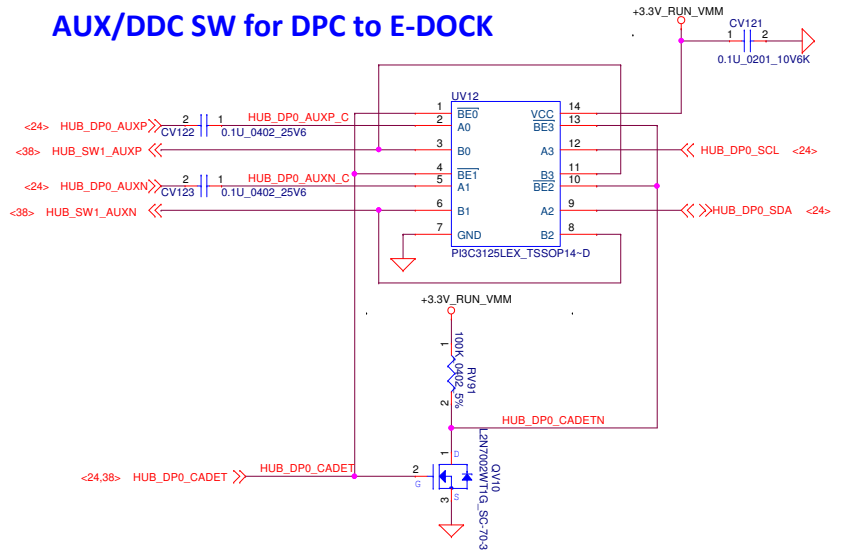 AUX/DDC SW for DPC to E-DOCK
+3.3V_RUN_VMM
CV121
1 2
0.1U_0201_10V6K
UV12
1 BE0 VCC 14
2 A0 BE3 13
3 B0 A3 12
4 BE1 B3 11
5 A1 BE2 10
6 B1 A2 9
7 GND B2 8
PI3C3125LEX_TSSOP14~D
<24> HUB_DP0_AUXP 2 1 HUB_DP0_AUXP_C
CV122 0.1U_0402_25V6
<38> HUB_SW1_AUXP
<24> HUB_DP0_AUXN 2 1 HUB_DP0_AUXN_C
CV123 0.1U_0402_25V6
<38> HUB_SW1_AUXN
HUB_DP0_SCL <24>
HUB_DP0_SDA <24>
+3.3V_RUN_VMM
1
100K_0402_5%
RV91
2
HUB_DP0_CADETN
<24,38> HUB_DP0_CADET HUB_DP0_CADET
1 D
2 G
3 S
QV10
L2N7002WT1G_SC-70-3